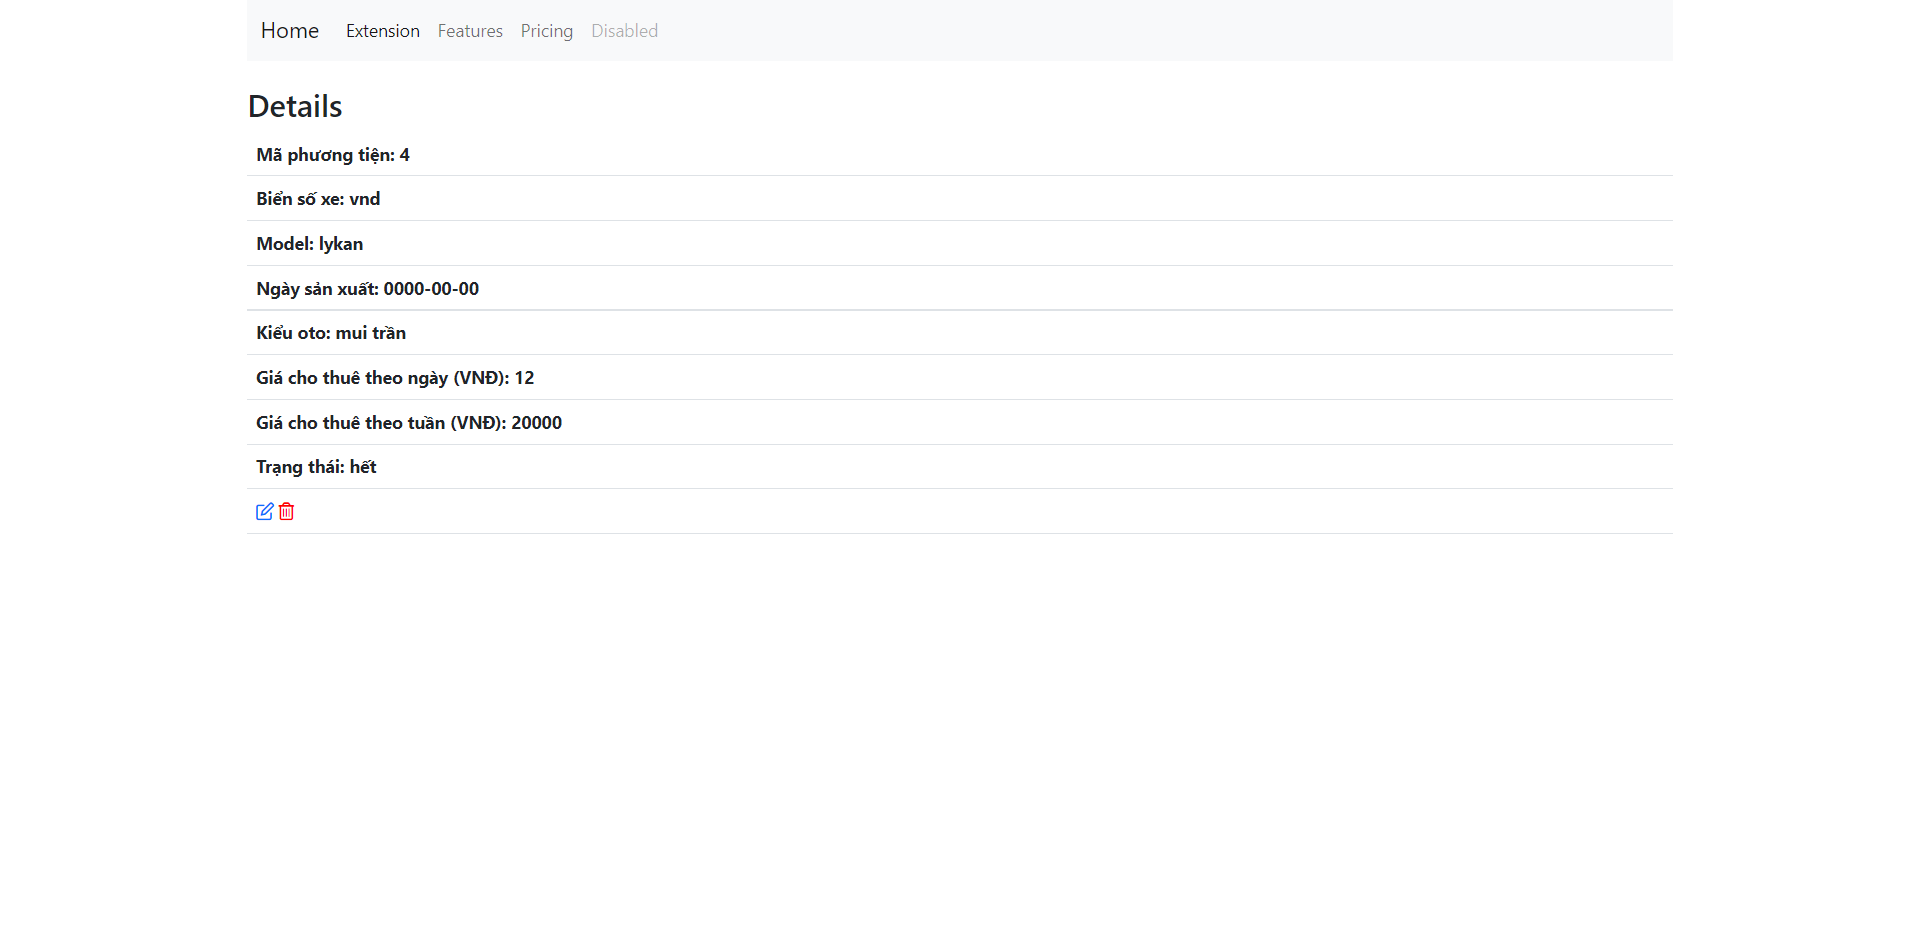 Home Extension Features Pricing Disabled
Details
Mã phương tiện: 4
Biển số xe: vnd
Model: lykan
Ngày sản xuất: 0000-00-00
Kiểu oto: mui trần
Giá cho thuê theo ngày (VNĐ): 12
Giá cho thuê theo tuần (VNĐ): 20000
Trạng thái: hết